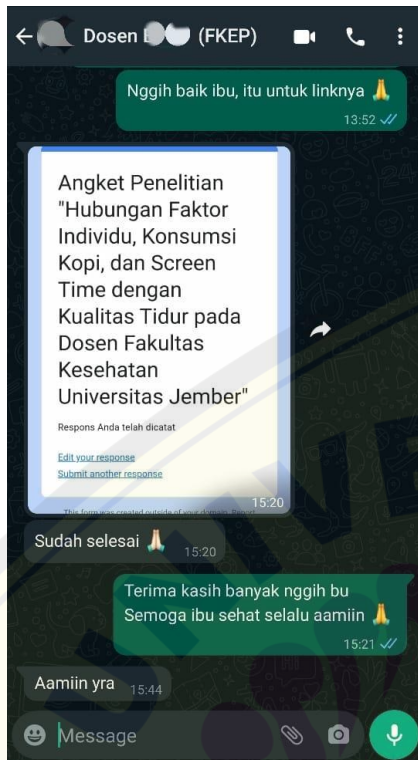 Dosen (FKEP)
Nggih baik ibu, itu untuk linknya 🙏
13:52
Angket Penelitian
"Hubungan Faktor
Individu, Konsumsi
Kopi, dan Screen
Time dengan
Kualitas Tidur pada
Dosen Fakultas
Kesehatan
Universitas Jember"
Respons Anda telah dicatat
Edit your response
Submit another response
This form was created outside of your domain. Report
15:20
Sudah selesai 🙏 15:20
Terima kasih banyak nggih bu
Semoga ibu sehat selalu aamiin 🙏
15:21
Aamiin yra 15:44
Message